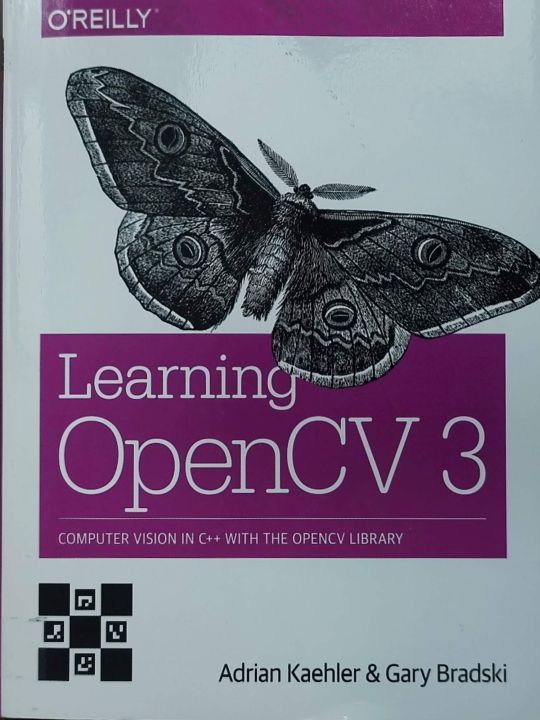 O'REILLY®
Learning
OpenCV 3
COMPUTER VISION IN C++ WITH THE OPENCV LIBRARY
Adrian Kaehler & Gary Bradski